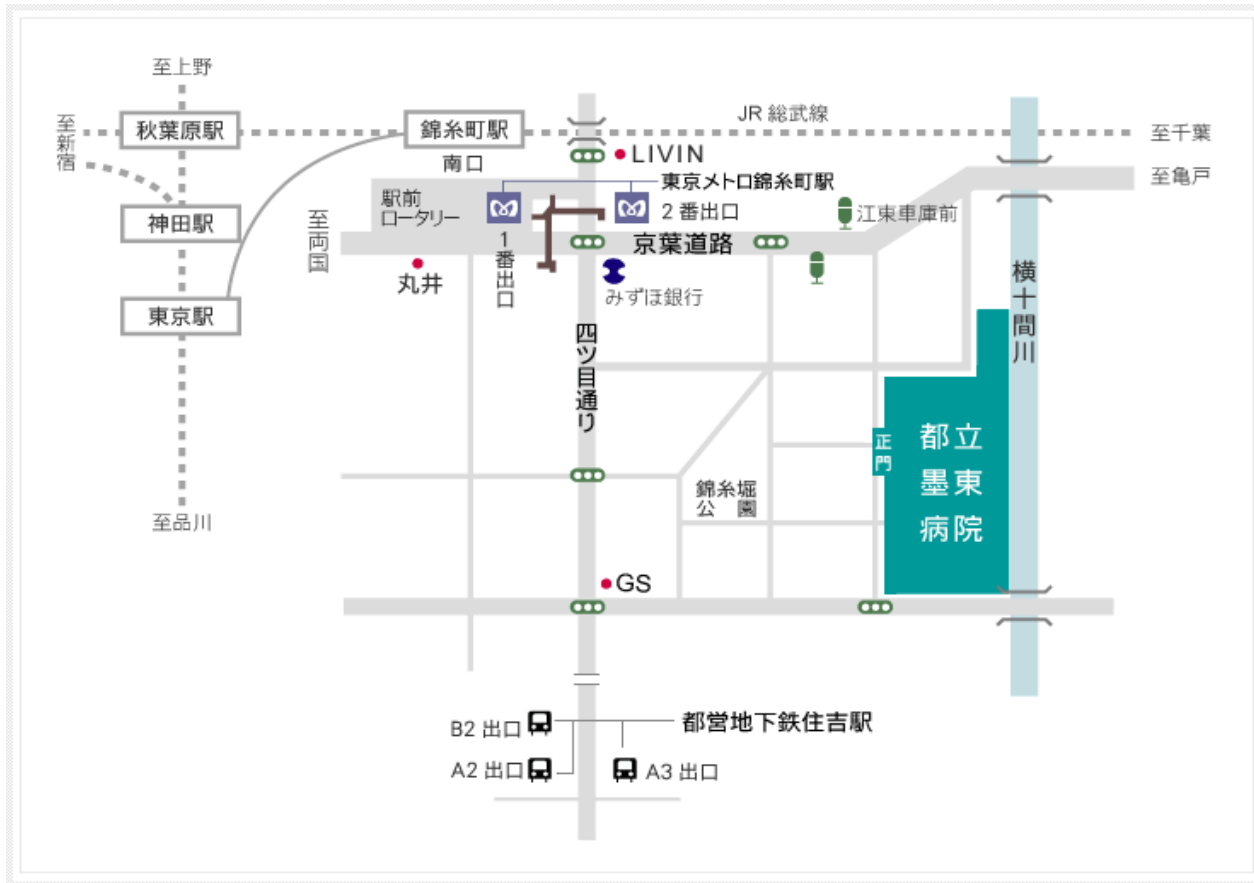 至上野
至新宿
秋葉原駅
錦糸町駅
南口
JR 総武線
至千葉
LIVIN
東京メトロ錦糸町駅
至亀戸
駅前
ロータリー
2 番出口
江東車庫前
神田駅
至両国
1番出口
京葉道路
丸井
みずほ銀行
横十間川
東京駅
四ツ目通り
正門
都立
墨東
病院
錦糸堀
公園
至品川
GS
B2 出口
都営地下鉄住吉駅
A2 出口
A3 出口